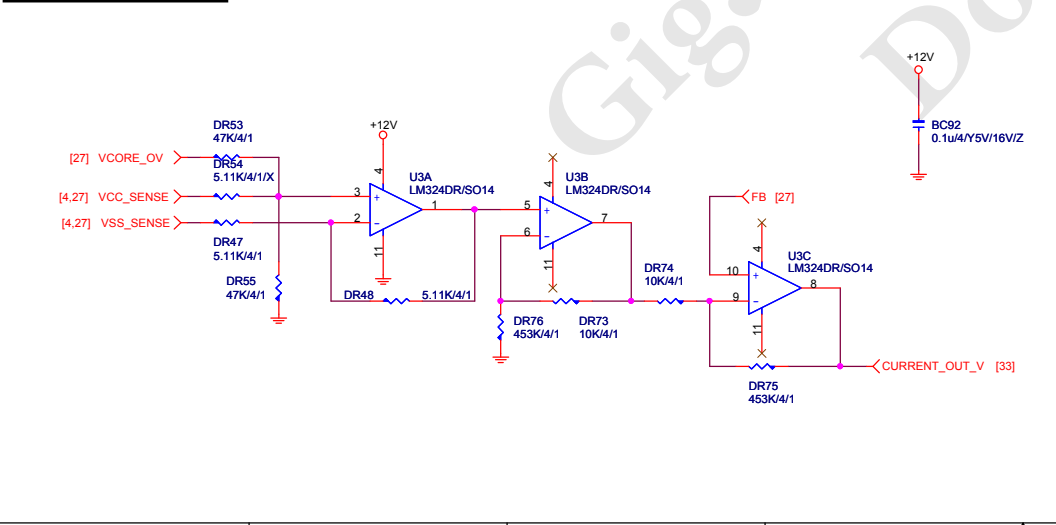 Gig
Do
+12V
BC92
0.1u/4/Y5V/16V/Z
DR53
47K/4/1
+12V
[27] VCORE_OV
DR54
5.11K/4/1/X
4
U3A
LM324DR/SO14
U3B
LM324DR/SO14
4
[4,27] VCC_SENSE
3
+
1
5
+
7
FB [27]
[4,27] VSS_SENSE
2
-
6
-
11
DR47
5.11K/4/1
11
4
U3C
LM324DR/SO14
DR55
47K/4/1
DR74
10K/4/1
10
+
8
DR48
5.11K/4/1
9
-
DR76
453K/4/1
DR73
10K/4/1
11
CURRENT_OUT_V [33]
DR75
453K/4/1